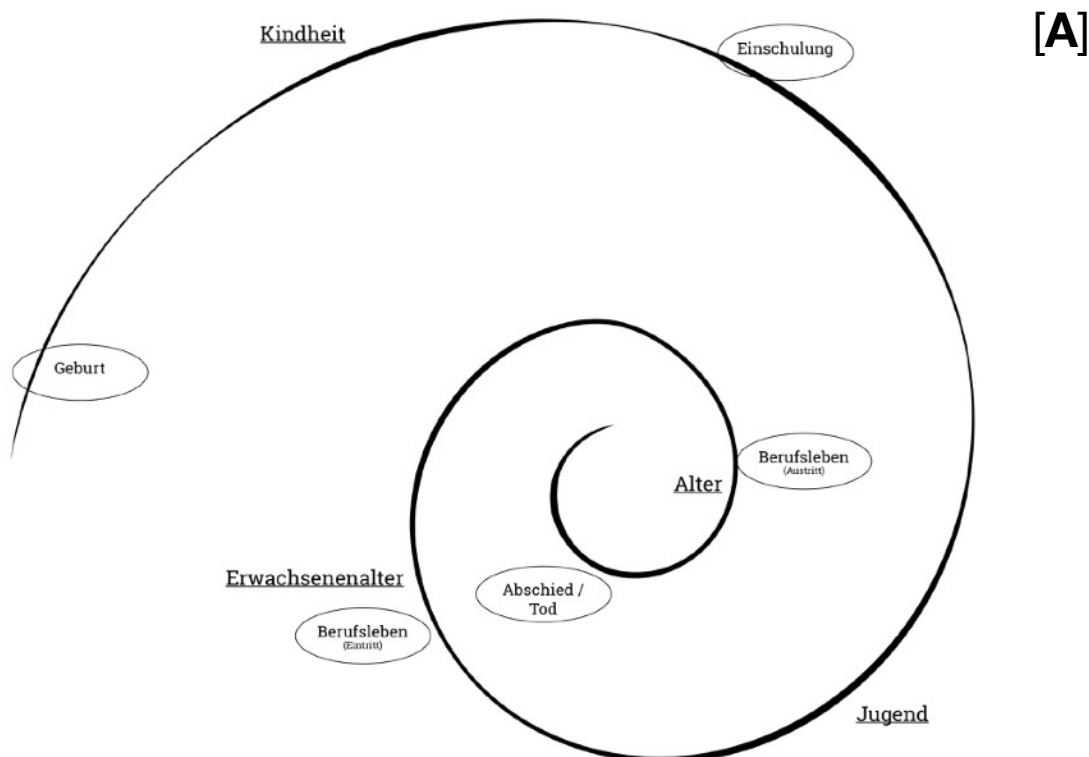 [A]
Kindheit
Einschulung
Geburt
Berufsleben
(Austritt)
Alter
Erwachsenenalter
Abschied /
Tod
Berufsleben
(Eintritt)
Jugend